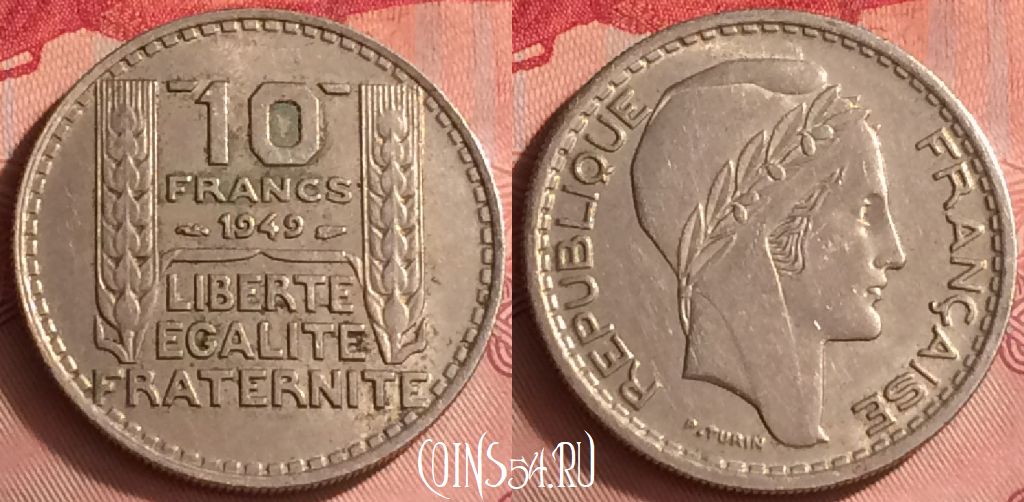 10
FRANCS
1949
LIBERTE
EGALITE
FRATERNITE
REPUBLIQUE FRANÇAISE
P.TURIN
COINS54.RU